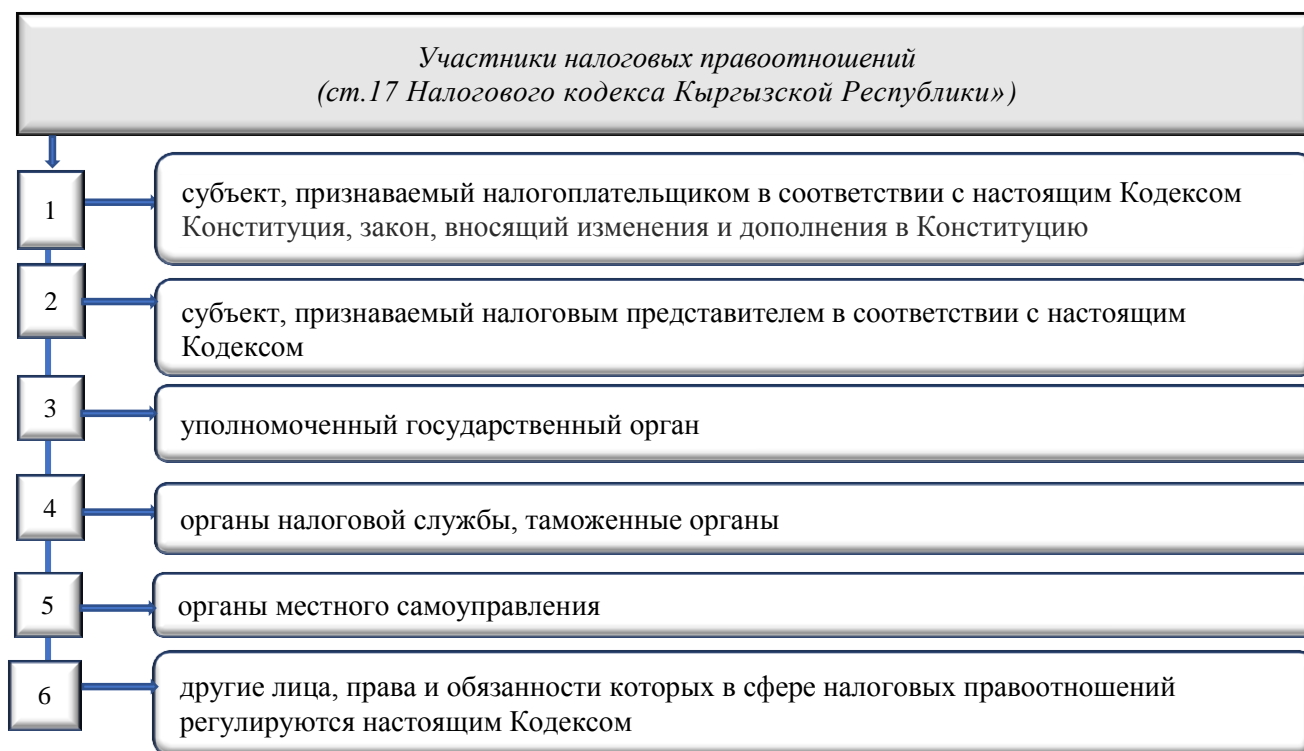 Участники налоговых правоотношений
(ст.17 Налогового кодекса Кыргызской Республики»)
1
субъект, признаваемый налогоплательщиком в соответствии с настоящим Кодексом
Конституция, закон, вносящий изменения и дополнения в Конституцию
2
субъект, признаваемый налоговым представителем в соответствии с настоящим
Кодексом
3
уполномоченный государственный орган
4
органы налоговой службы, таможенные органы
5
органы местного самоуправления
6
другие лица, права и обязанности которых в сфере налоговых правоотношений
регулируются настоящим Кодексом